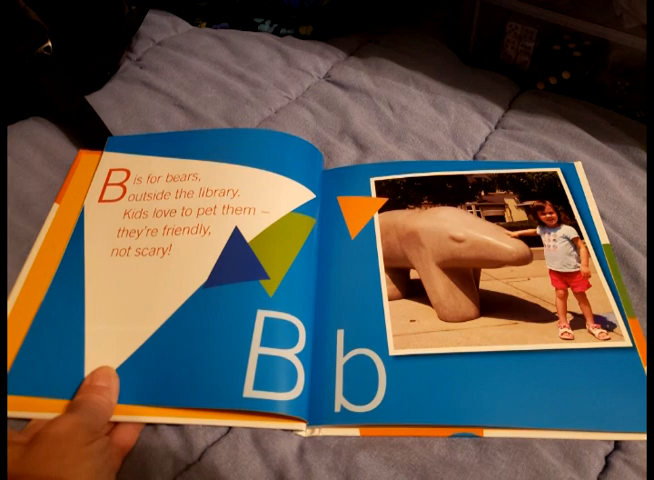 B is for bears,
outside the library.
Kids love to pet them –
they're friendly,
not scary!
B b